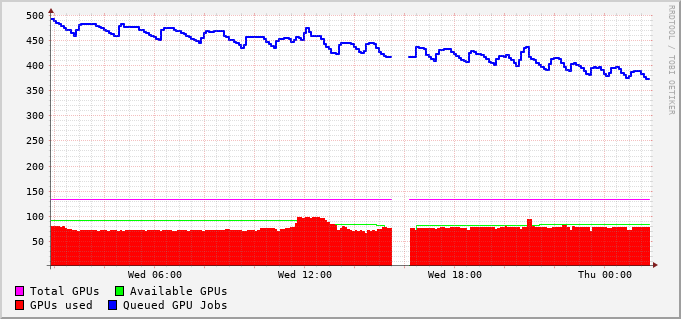 500
450
400
350
300
250
200
150
100
50
Wed 06:00 Wed 12:00 Wed 18:00 Thu 00:00
Total GPUs Available GPUs
GPUs used Queued GPU Jobs
RRDTOOL / TOBI OETIKER